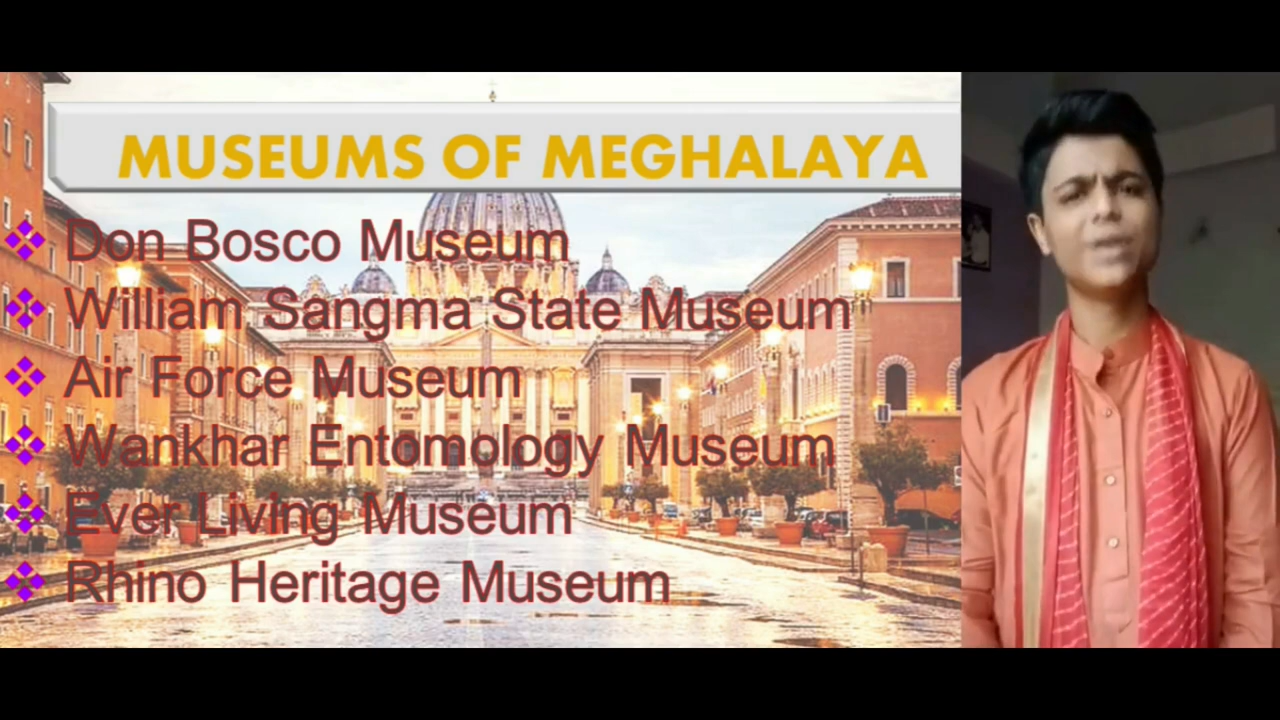 MUSEUMS OF MEGHALAYA
Don Bosco Museum
William Sangma State Museum
Air Force Museum
Wankhar Entomology Museum
Ever Living Museum
Rhino Heritage Museum